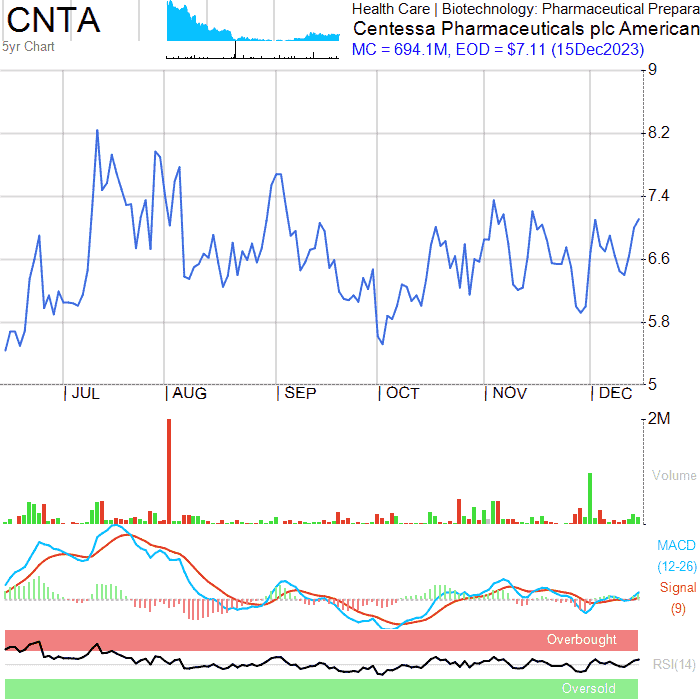 CNTA
5yr Chart
Health Care | Biotechnology: Pharmaceutical Prepara
Centessa Pharmaceuticals plc American
MC = 694.1M, EOD = $7.11 (15Dec2023)
9
8.2
7.4
6.6
5.8
5
JUL AUG SEP OCT NOV DEC
2M
Volume
MACD
(12-26)
Signal
(9)
Overbought
RSI(14)
Oversold